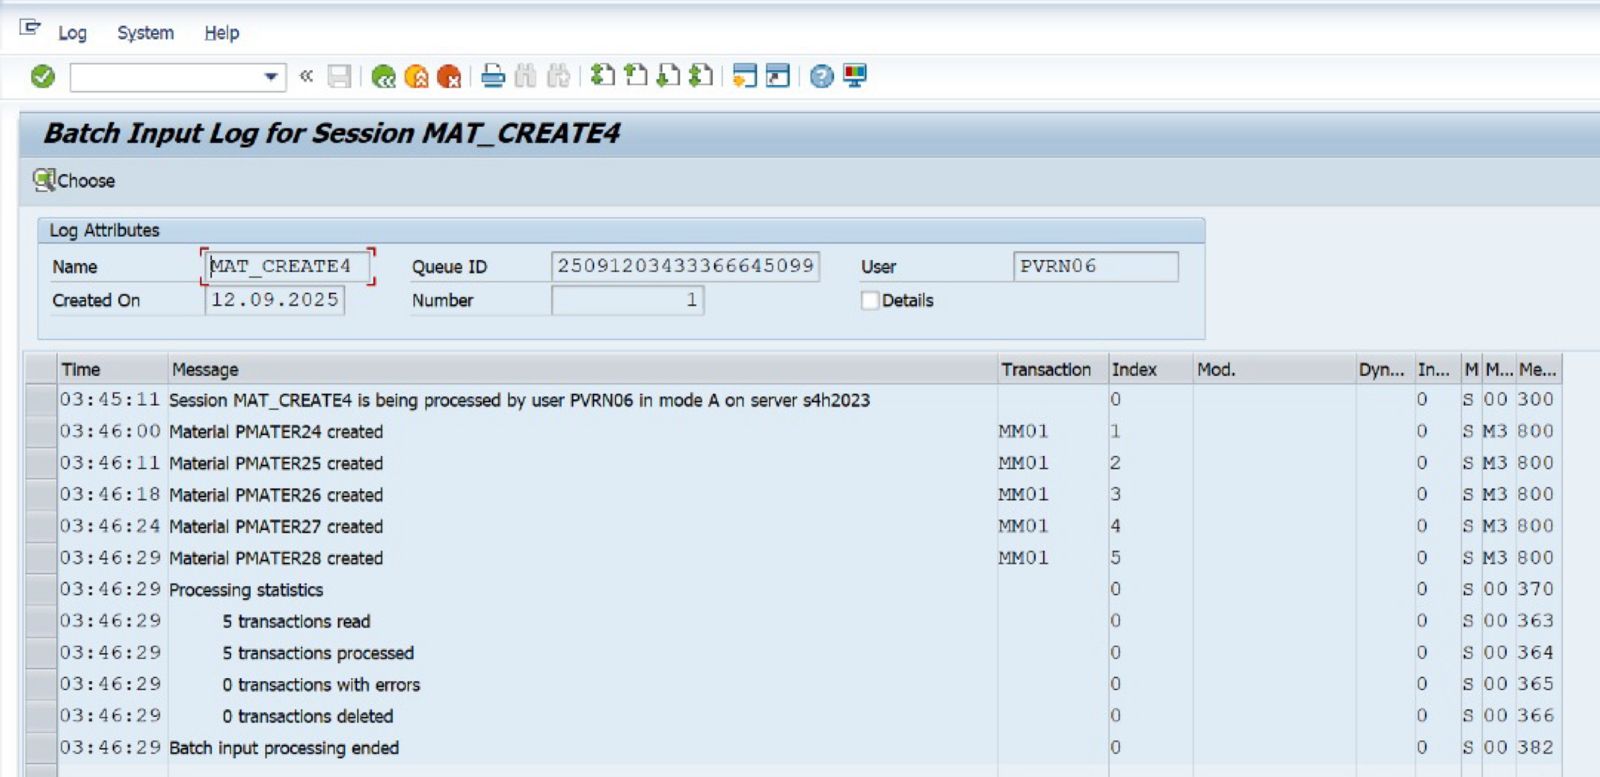 Log System Help
Batch Input Log for Session MAT_CREATE4
Choose
Log Attributes
Name MAT_CREATE4 Queue ID 25091203433366645099 User PVRN06
Created On 12.09.2025 Number 1 Details
Time Message Transaction Index Mod. Dyn... In... M M... Me...
03:45:11 Session MAT_CREATE4 is being processed by user PVRN06 in mode A on server s4h2023 0 0 S 00 300
03:46:00 Material PMATER24 created MM01 1 0 S M3 800
03:46:11 Material PMATER25 created MM01 2 0 S M3 800
03:46:18 Material PMATER26 created MM01 3 0 S M3 800
03:46:24 Material PMATER27 created MM01 4 0 S M3 800
03:46:29 Material PMATER28 created MM01 5 0 S M3 800
03:46:29 Processing statistics 0 0 S 00 370
03:46:29 5 transactions read 0 0 S 00 363
03:46:29 5 transactions processed 0 0 S 00 364
03:46:29 0 transactions with errors 0 0 S 00 365
03:46:29 0 transactions deleted 0 0 S 00 366
03:46:29 Batch input processing ended 0 0 S 00 382